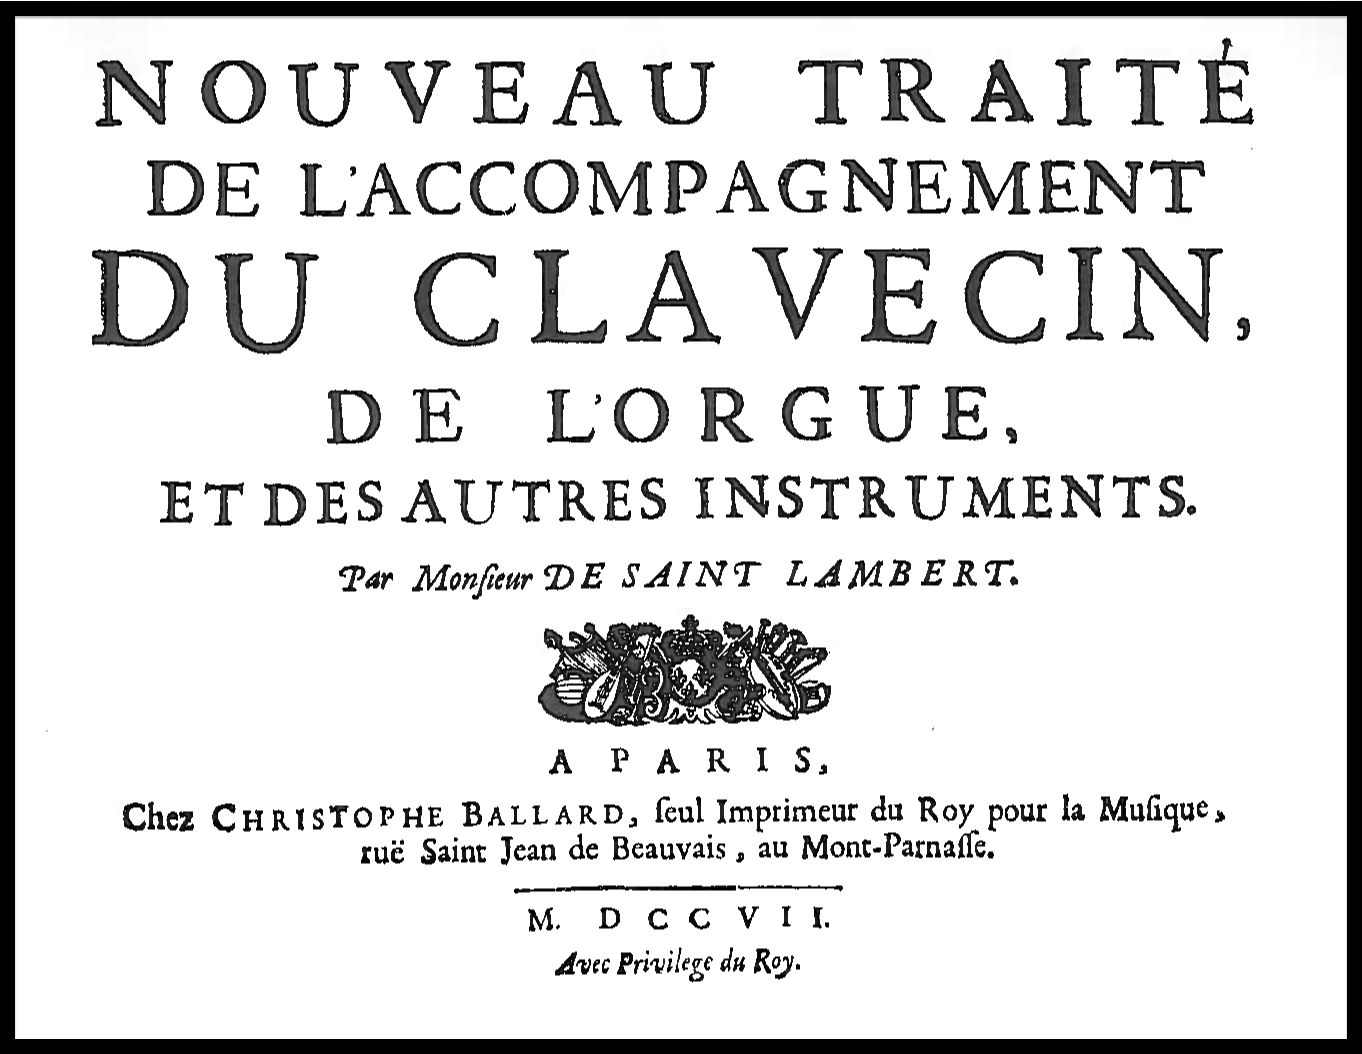 NOUVEAU TRAITÉ
DE L'ACCOMPAGNEMENT
DU CLAVECIN,
DE L'ORGUE,
ET DES AUTRES INSTRUMENTS.
Par Monſieur DE SAINT LAMBERT.
A PARIS,
Chez CHRISTOPHE BALLARD, ſeul Imprimeur du Roy pour la Muſique,
ruë Saint Jean de Beauvais, au Mont-Parnaſſe.
M. DCCVII.
Avec Privilege du Roy.